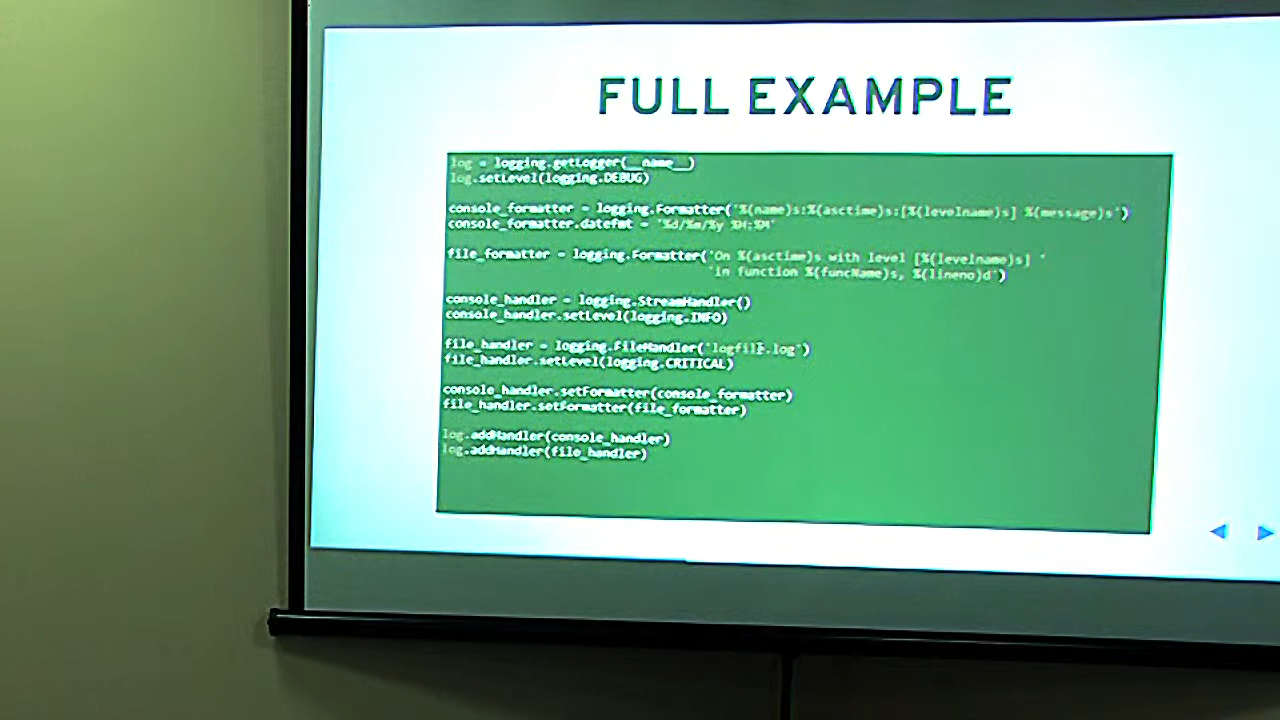 FULL EXAMPLE
log = logging.getLogger(__name__)
log.setLevel(logging.DEBUG)
console_formatter = logging.Formatter('%(name)s:%(asctime)s:[%(levelname)s] %(message)s')
console_formatter.datefmt = '%d/%m/%y %H:%M'
file_formatter = logging.Formatter('On %(asctime)s with level [%(levelname)s] '
'in function %(funcName)s, %(lineno)d')
console_handler = logging.StreamHandler()
console_handler.setLevel(logging.INFO)
file_handler = logging.FileHandler('logfile.log')
file_handler.setLevel(logging.CRITICAL)
console_handler.setFormatter(console_formatter)
file_handler.setFormatter(file_formatter)
log.addHandler(console_handler)
log.addHandler(file_handler)